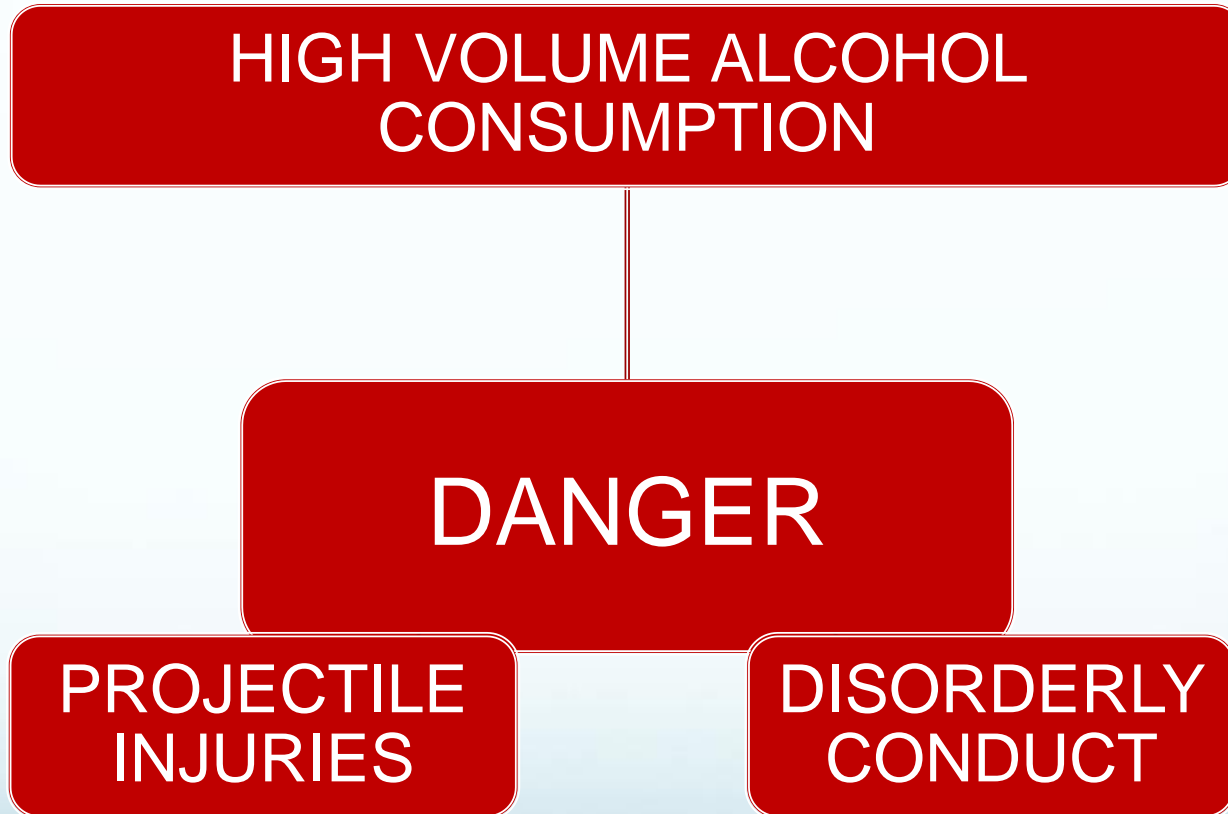 HIGH VOLUME ALCOHOL
CONSUMPTION
DANGER
PROJECTILE
INJURIES
DISORDERLY
CONDUCT